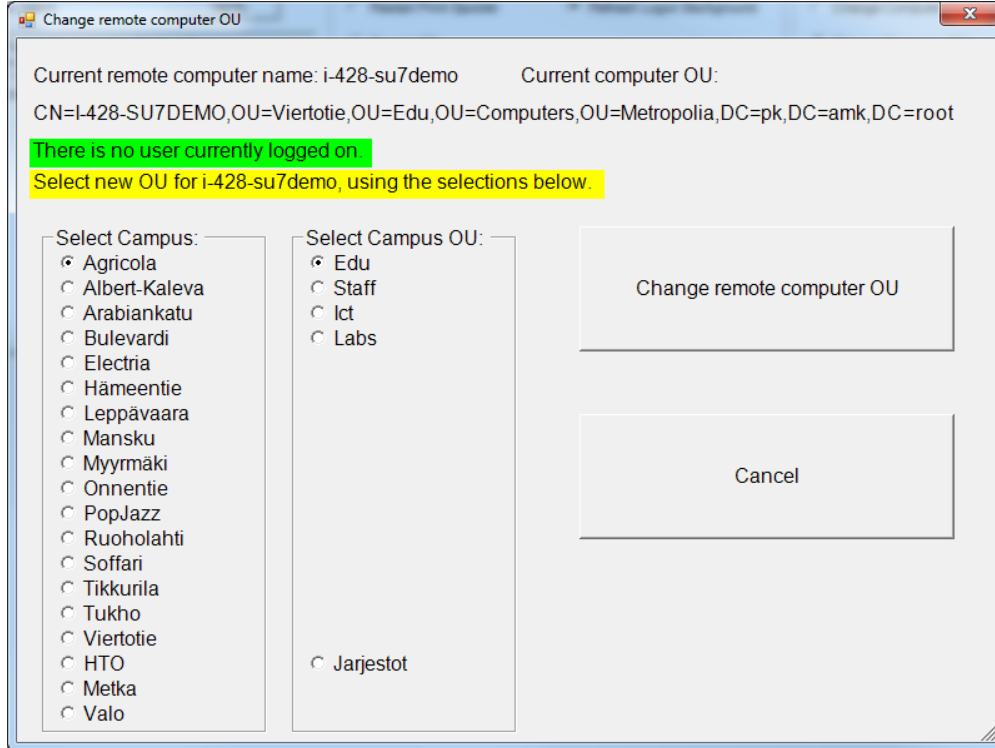 Change remote computer OU
Current remote computer name: i-428-su7demo Current computer OU:
CN=I-428-SU7DEMO,OU=Viertotie,OU=Edu,OU=Computers,OU=Metropolia,DC=pk,DC=amk,DC=root
There is no user currently logged on.
Select new OU for i-428-su7demo, using the selections below.
Select Campus:
Agricola
Albert-Kaleva
Arabiankatu
Bulevardi
Electria
Hämeentie
Leppävaara
Mansku
Myyrmäki
Onnentie
PopJazz
Ruoholahti
Soffari
Tikkurila
Tukho
Viertotie
HTO
Metka
Valo
Select Campus OU:
Edu
Staff
Ict
Labs
Jarjestot
Change remote computer OU
Cancel